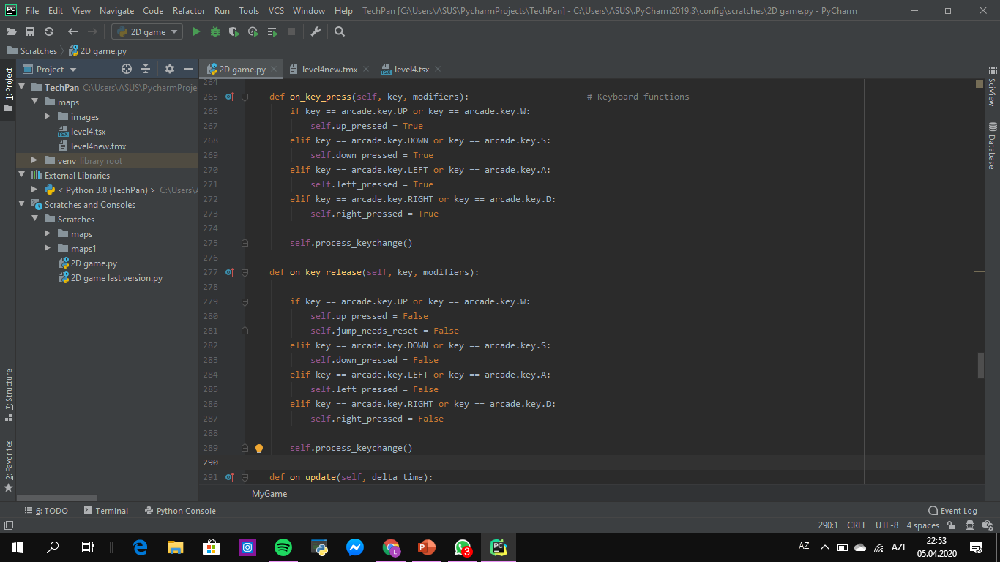 PC File Edit View Navigate Code Refactor Run Tools VCS Window Help TechPan [C:\Users\ASUS\PycharmProjects\TechPan] - C:\Users\ASUS\.PyCharm2019.3\config\scratches\2D game.py - PyCharm
2D game
Scratches 2D game.py
1: Project
Project
TechPan C:\Users\ASUS\PycharmProje
maps
images
level4.tsx
level4new.tmx
venv library root
External Libraries
< Python 3.8 (TechPan) > C:\Users\A
Scratches and Consoles
Scratches
maps
maps1
2D game.py
2D game last version.py
7: Structure
2: Favorites
2D game.py level4new.tmx level4.tsx
264
265 def on_key_press(self, key, modifiers): # Keyboard functions
266 if key == arcade.key.UP or key == arcade.key.W:
267 self.up_pressed = True
268 elif key == arcade.key.DOWN or key == arcade.key.S:
269 self.down_pressed = True
270 elif key == arcade.key.LEFT or key == arcade.key.A:
271 self.left_pressed = True
272 elif key == arcade.key.RIGHT or key == arcade.key.D:
273 self.right_pressed = True
274
275 self.process_keychange()
276
277 def on_key_release(self, key, modifiers):
278
279 if key == arcade.key.UP or key == arcade.key.W:
280 self.up_pressed = False
281 self.jump_needs_reset = False
282 elif key == arcade.key.DOWN or key == arcade.key.S:
283 self.down_pressed = False
284 elif key == arcade.key.LEFT or key == arcade.key.A:
285 self.left_pressed = False
286 elif key == arcade.key.RIGHT or key == arcade.key.D:
287 self.right_pressed = False
288
289 self.process_keychange()
290
291 def on_update(self, delta_time):
MyGame
SciView
Database
6: TODO Terminal Python Console Event Log
290:1 CRLF UTF-8 4 spaces
L P 3 PC AZ AZE 22:53
05.04.2020